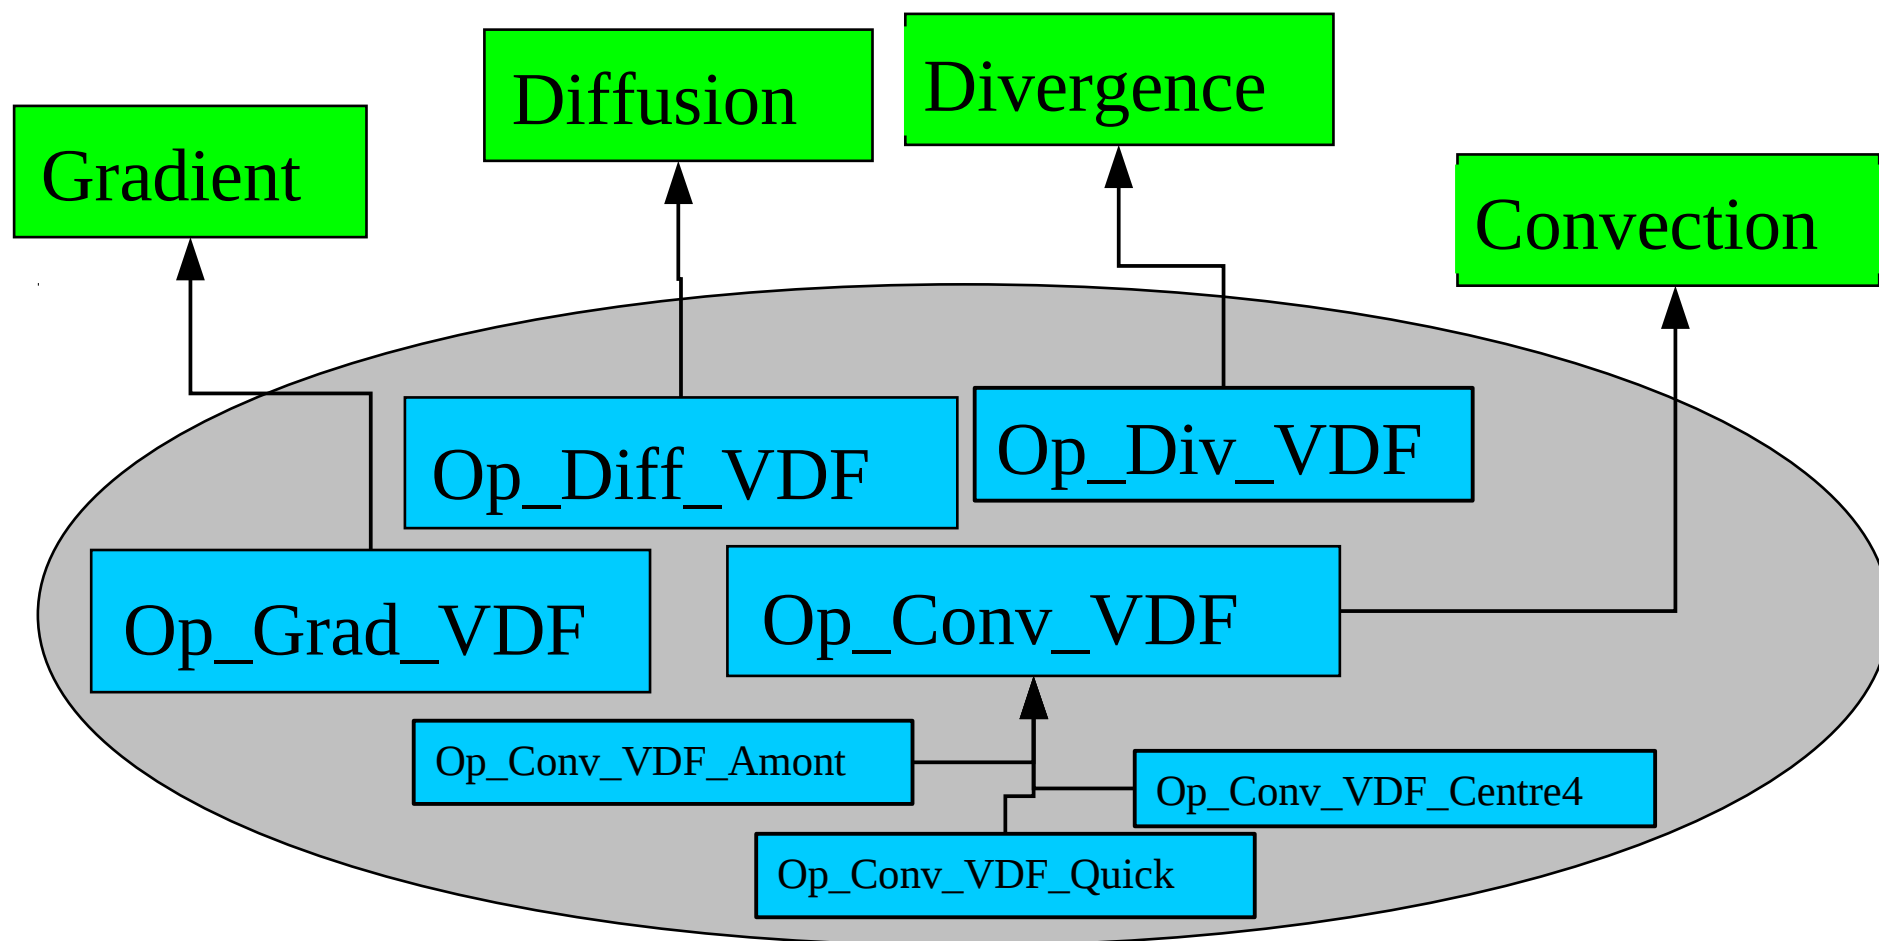 Gradient
Diffusion
Divergence
Convection
Op_Diff_VDF
Op_Div_VDF
Op_Grad_VDF
Op_Conv_VDF
Op_Conv_VDF_Amont
Op_Conv_VDF_Centre4
Op_Conv_VDF_Quick